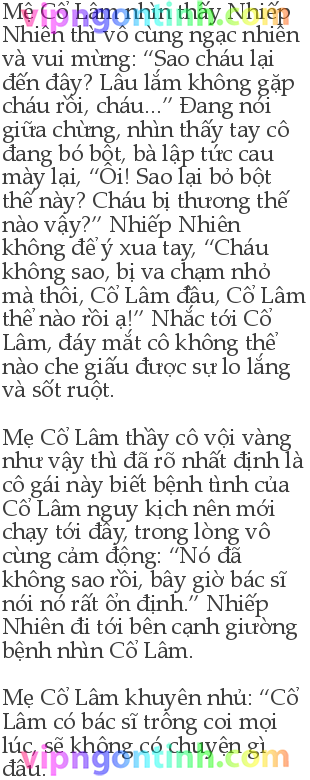 Mẹ Cổ Lâm nhìn thấy Nhiếp
vipngontinh.com
Nhiên thì vô cùng ngạc nhiên
và vui mừng: “Sao cháu lại
đến đây? Lâu lắm không gặp
cháu rồi, cháu...” Đang nói
giữa chừng, nhìn thấy tay cô
đang bó bột, bà lập tức cau
mày lại, “Ôi! Sao lại bỏ bột
thế này? Cháu bị thương thế
nào vậy?” Nhiếp Nhiên
không để ý xua tay, “Cháu
không sao, bị va chạm nhỏ
mà thôi, Cổ Lâm đâu, Cổ Lâm
thế nào rồi ạ!” Nhắc tới Cổ
Lâm, đáy mắt cô không thể
nào che giấu được sự lo lắng
và sốt ruột.
Mẹ Cổ Lâm thầy cô vội vàng
như vậy thì đã rõ nhất định là
cô gái này biết bệnh tình của
Cổ Lâm nguy kịch nên mới
chạy tới đây, trong lòng vô
cùng cảm động: “Nó đã
không sao rồi, bây giờ bác sĩ
nói nó rất ổn định.” Nhiếp
Nhiên đi tới bên cạnh giường
bệnh nhìn Cổ Lâm.
Mẹ Cổ Lâm khuyên nhủ: “Cổ
Lâm có bác sĩ trông coi mọi
lúc, sẽ không có chuyện gì
vipngontinh.com
đâu.